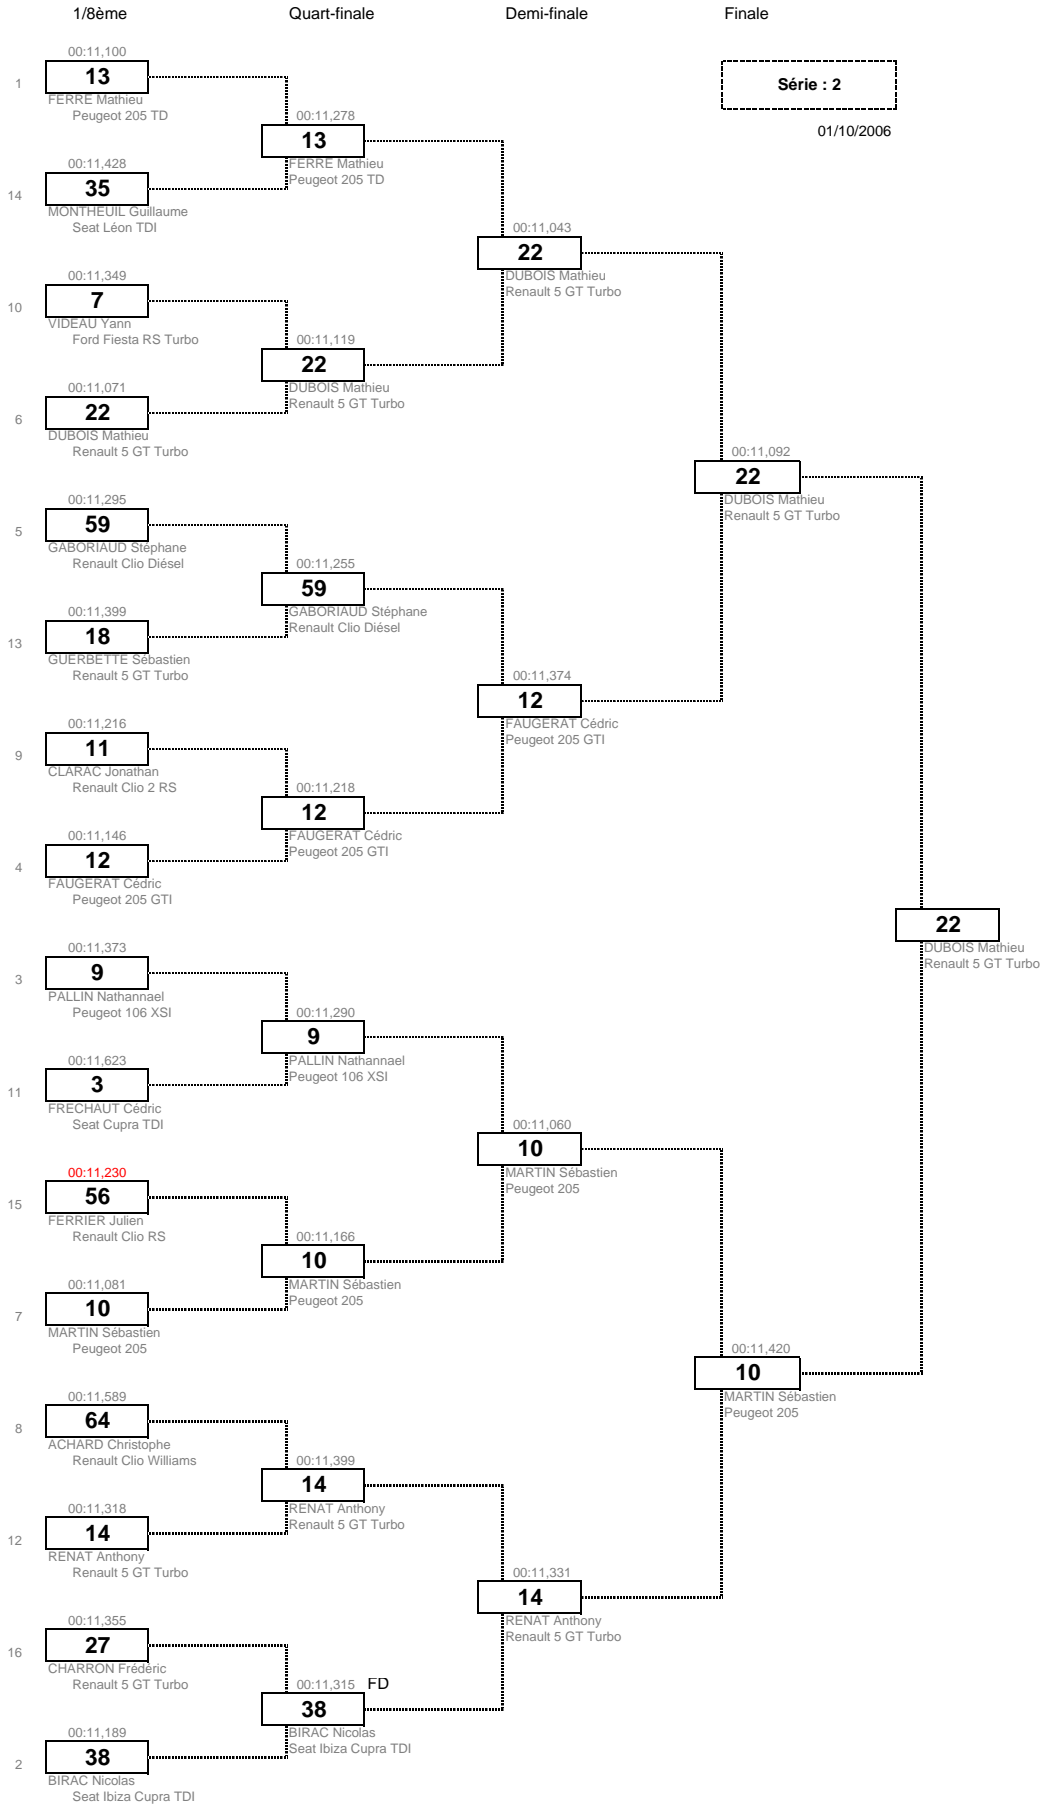 1/8ème
Quart-finale
Demi-finale
Finale
Série : 2
01/10/2006
00:11,100
1
13
FERRE Mathieu
Peugeot 205 TD
00:11,278
13
FERRE Mathieu
Peugeot 205 TD
00:11,428
14
35
MONTHEUIL Guillaume
Seat Léon TDI
00:11,043
22
DUBOIS Mathieu
Renault 5 GT Turbo
00:11,349
10
7
VIDEAU Yann
Ford Fiesta RS Turbo
00:11,119
22
DUBOIS Mathieu
Renault 5 GT Turbo
00:11,071
6
22
DUBOIS Mathieu
Renault 5 GT Turbo
00:11,092
22
DUBOIS Mathieu
Renault 5 GT Turbo
00:11,295
5
59
GABORIAUD Stéphane
Renault Clio Diésel
00:11,255
59
GABORIAUD Stéphane
Renault Clio Diésel
00:11,399
13
18
GUERBETTE Sébastien
Renault 5 GT Turbo
00:11,374
12
FAUGERAT Cédric
Peugeot 205 GTI
00:11,216
9
11
CLARAC Jonathan
Renault Clio 2 RS
00:11,218
12
FAUGERAT Cédric
Peugeot 205 GTI
00:11,146
4
12
FAUGERAT Cédric
Peugeot 205 GTI
22
DUBOIS Mathieu
Renault 5 GT Turbo
00:11,373
3
9
PALLIN Nathannael
Peugeot 106 XSI
00:11,290
9
PALLIN Nathannael
Peugeot 106 XSI
00:11,623
11
3
FRECHAUT Cédric
Seat Cupra TDI
00:11,060
10
MARTIN Sébastien
Peugeot 205
00:11,230
15
56
FERRIER Julien
Renault Clio RS
00:11,166
10
MARTIN Sébastien
Peugeot 205
00:11,081
7
10
MARTIN Sébastien
Peugeot 205
00:11,420
10
MARTIN Sébastien
Peugeot 205
00:11,589
8
64
ACHARD Christophe
Renault Clio Williams
00:11,399
14
RENAT Anthony
Renault 5 GT Turbo
00:11,318
12
14
RENAT Anthony
Renault 5 GT Turbo
00:11,331
14
RENAT Anthony
Renault 5 GT Turbo
00:11,355
16
27
CHARRON Frédéric
Renault 5 GT Turbo
00:11,315 FD
38
BIRAC Nicolas
Seat Ibiza Cupra TDI
00:11,189
2
38
BIRAC Nicolas
Seat Ibiza Cupra TDI